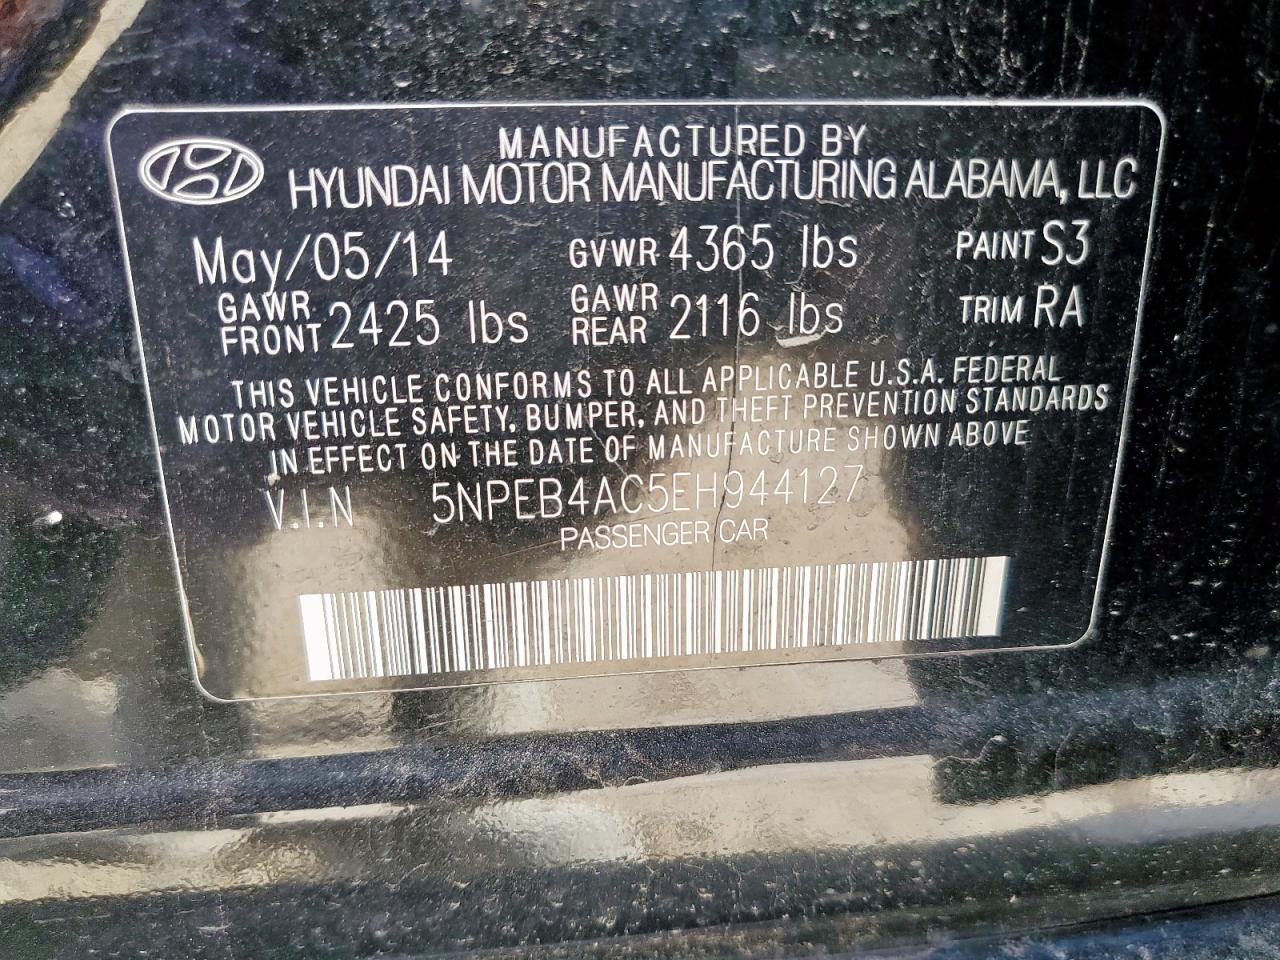 MANUFACTURED BY
HYUNDAI MOTOR MANUFACTURING ALABAMA, LLC
May/05/14 GVWR 4365 lbs PAINT S3
GAWR FRONT 2425 lbs GAWR REAR 2116 lbs TRIM RA
THIS VEHICLE CONFORMS TO ALL APPLICABLE U.S.A. FEDERAL
MOTOR VEHICLE SAFETY, BUMPER, AND THEFT PREVENTION STANDARDS
IN EFFECT ON THE DATE OF MANUFACTURE SHOWN ABOVE
V.I.N 5NPEB4AC5EH944127
PASSENGER CAR